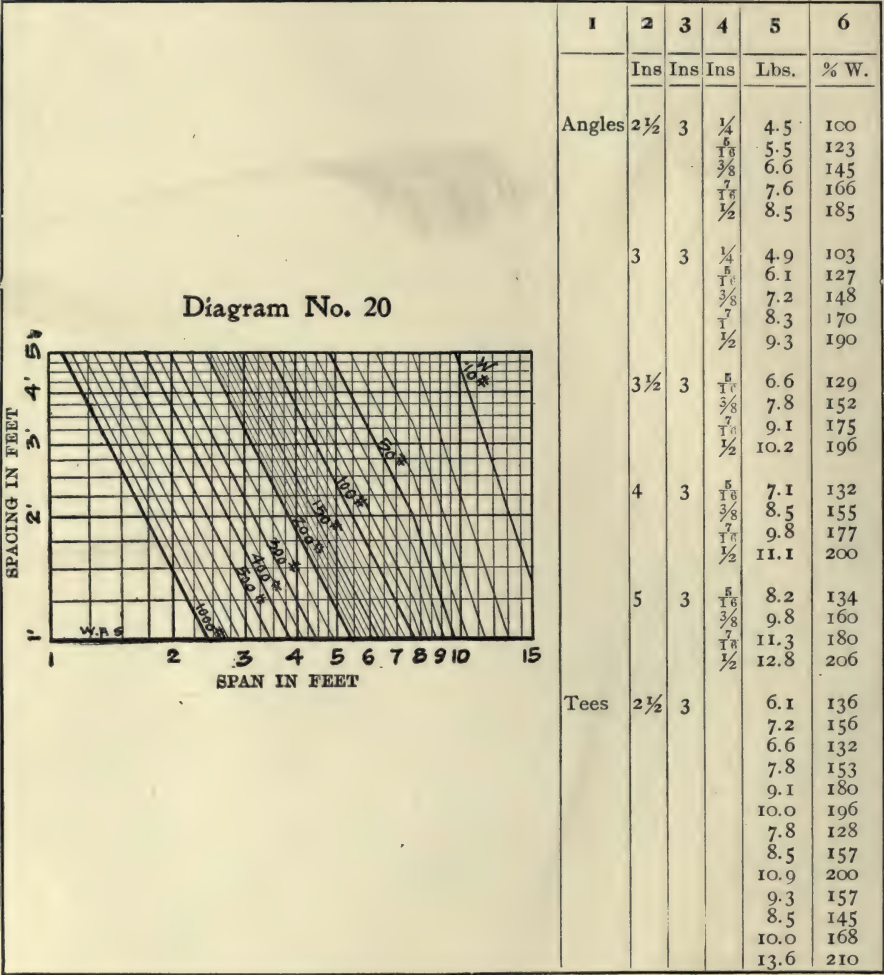 Diagram No. 20
5'
4'
3'
2'
1'
SPACING IN FEET
W
10#
50#
100#
150#
200#
300#
400#
500#
1000#
1 2 3 4 5 6 7 8 9 10 15
SPAN IN FEET
1 2 3 4 5 6
Ins Ins Ins Lbs. % W.
Angles 2½ 3 ¼ 4.5 100
5/16 5.5 123
⅜ 6.6 145
7/16 7.6 166
½ 8.5 185
3 3 ¼ 4.9 103
5/16 6.1 127
⅜ 7.2 148
8.3 170
½ 9.3 190
3½ 3 5/16 6.6 129
⅜ 7.8 152
7/16 9.1 175
½ 10.2 196
4 3 5/16 7.1 132
⅜ 8.5 155
7/16 9.8 177
½ 11.1 200
5 3 5/16 8.2 134
⅜ 9.8 160
7/16 11.3 180
½ 12.8 206
Tees 2½ 3 6.1 136
7.2 156
6.6 132
7.8 153
9.1 180
10.0 196
7.8 128
8.5 157
10.9 200
9.3 157
8.5 145
10.0 168
13.6 210